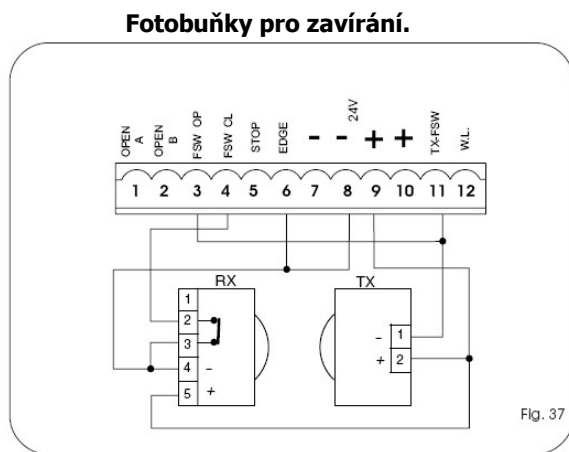 Fotobuňky pro zavírání.
OPEN A
OPEN B
FSW OP
FSW CL
STOP
EDGE
- - 24V + +
TX-FSW
W.L.
1 2 3 4 5 6 7 8 9 10 11 12
RX
TX
1
2
3
4 -
5 +
- 1
+ 2
Fig. 37